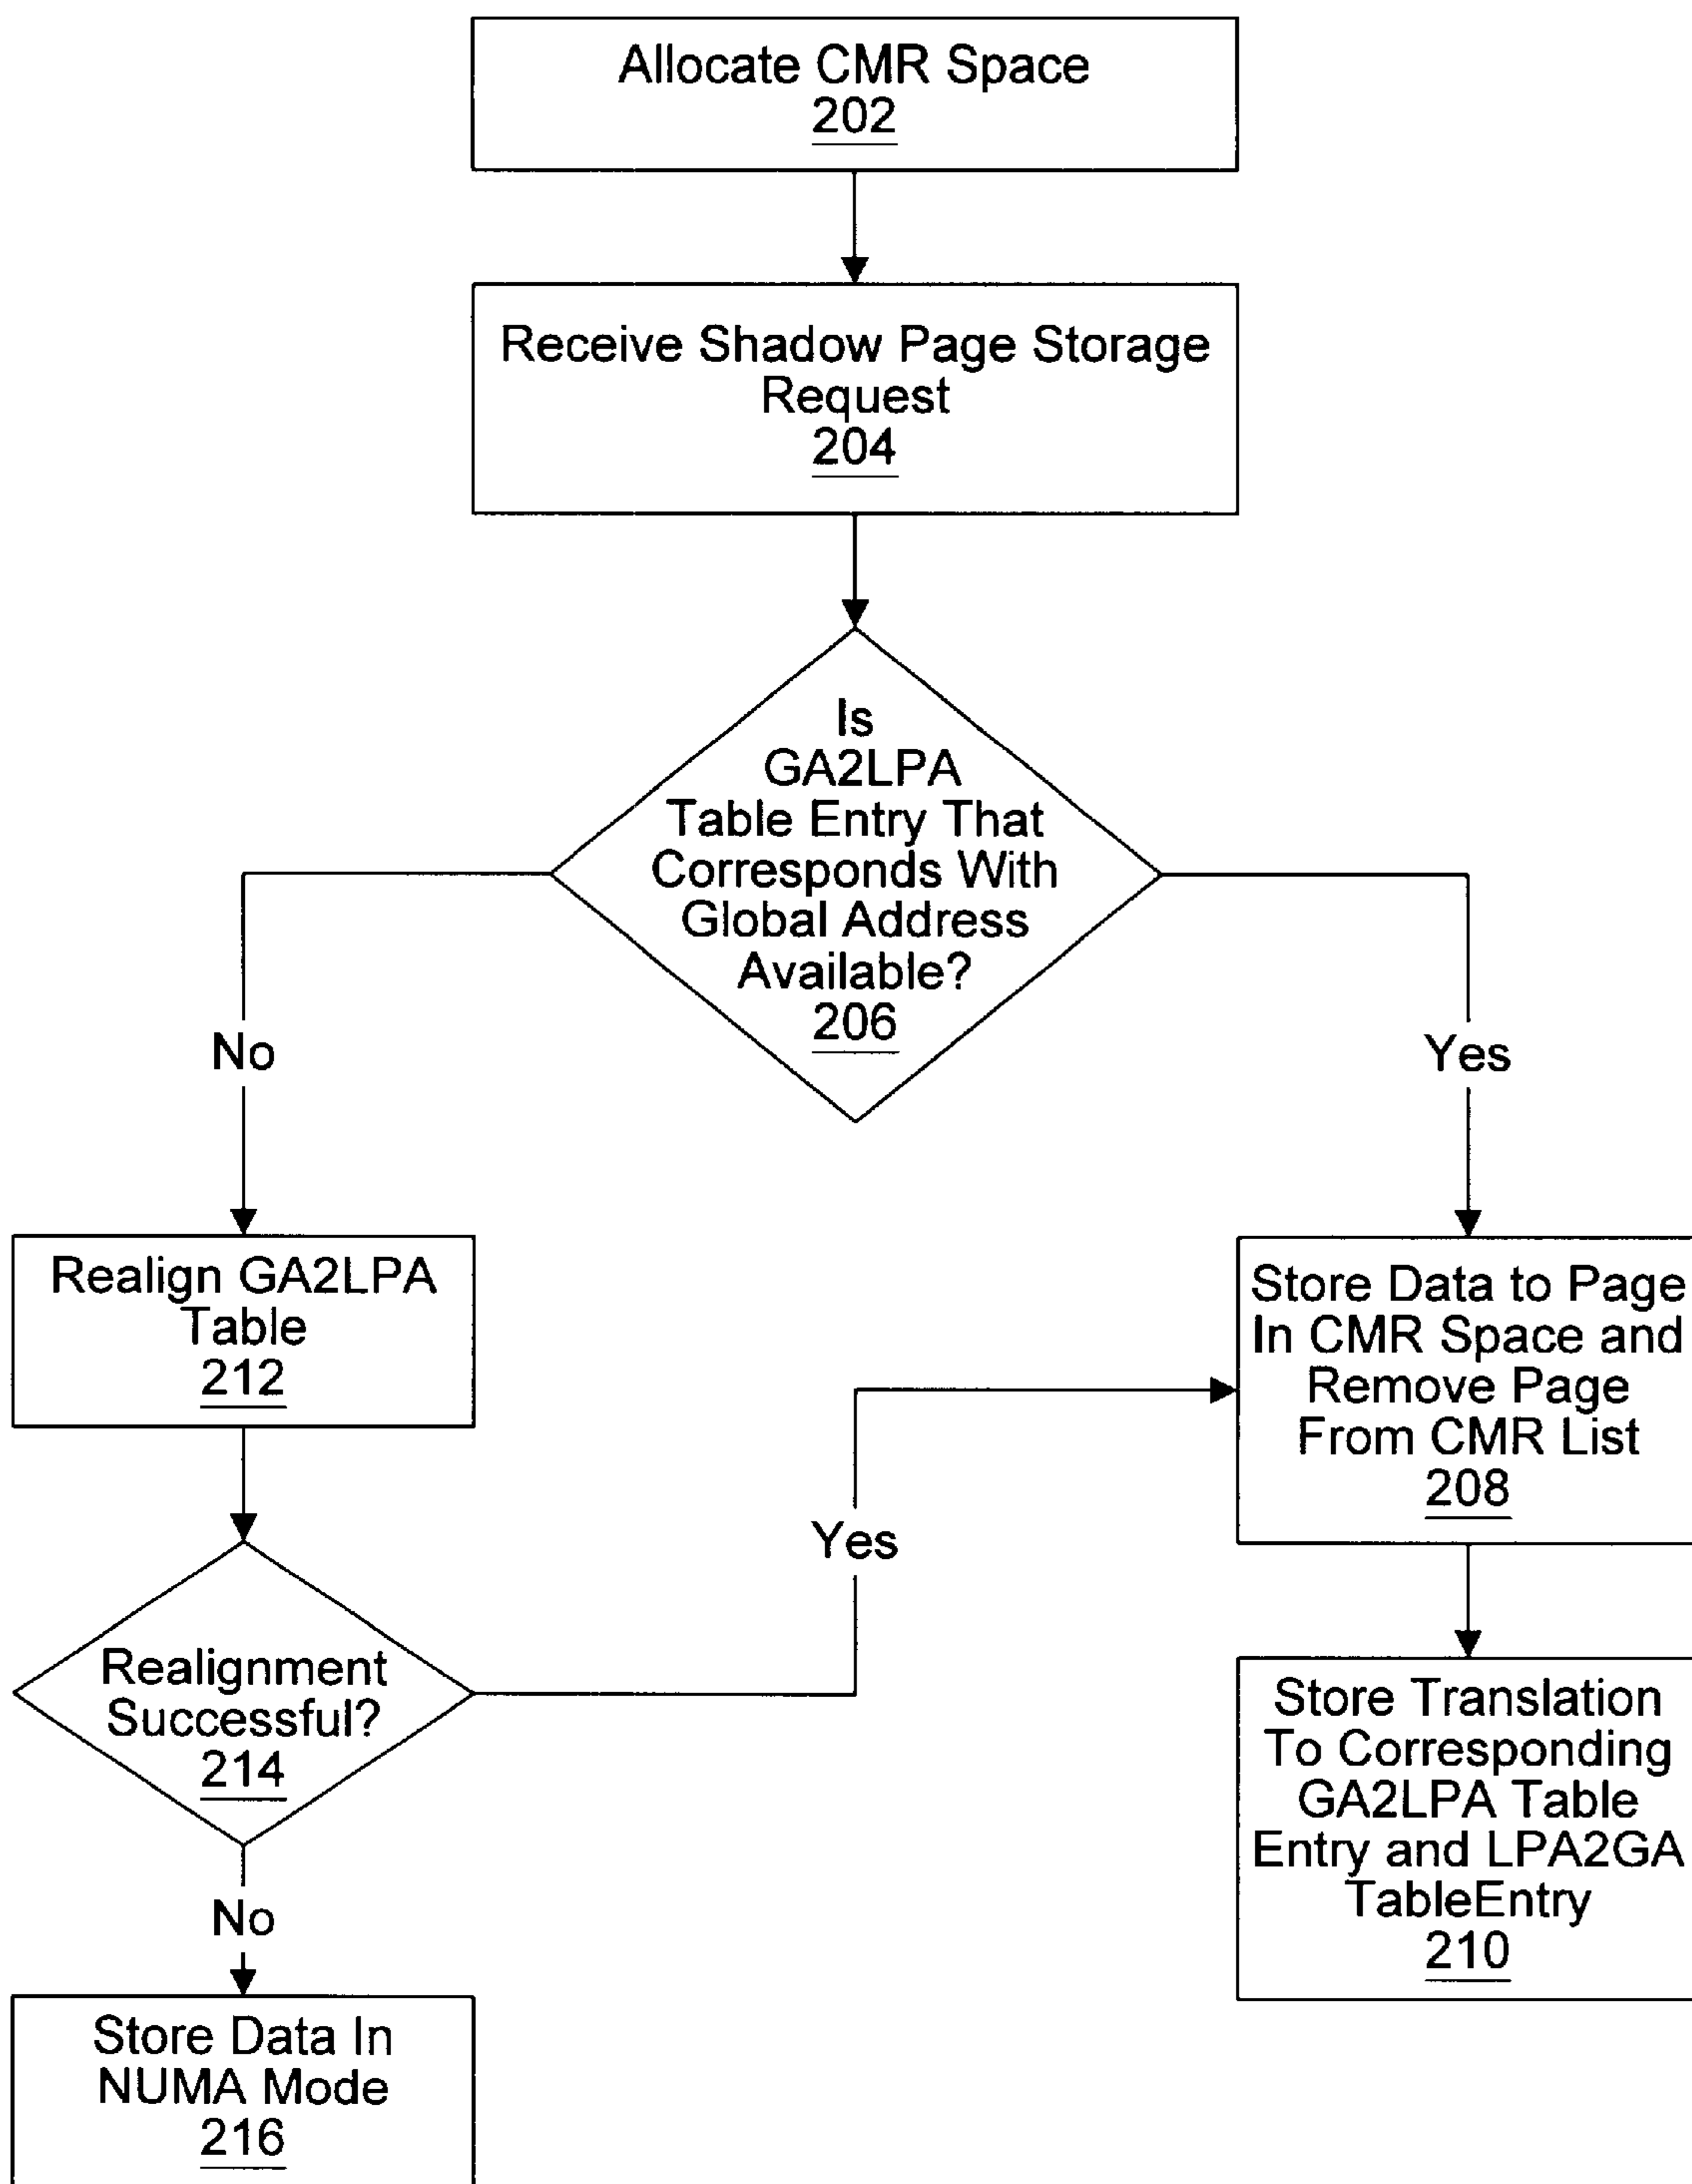 Allocate CMR Space
202
Receive Shadow Page Storage
Request
204
Is
GA2LPA
Table Entry That
Corresponds With
Global Address
Available?
206
No
Yes
Realign GA2LPA
Table
212
Store Data to Page
In CMR Space and
Remove Page
From CMR List
208
Yes
Realignment
Successful?
214
Store Translation
To Corresponding
GA2LPA Table
Entry and LPA2GA
TableEntry
210
No
Store Data In
NUMA Mode
216